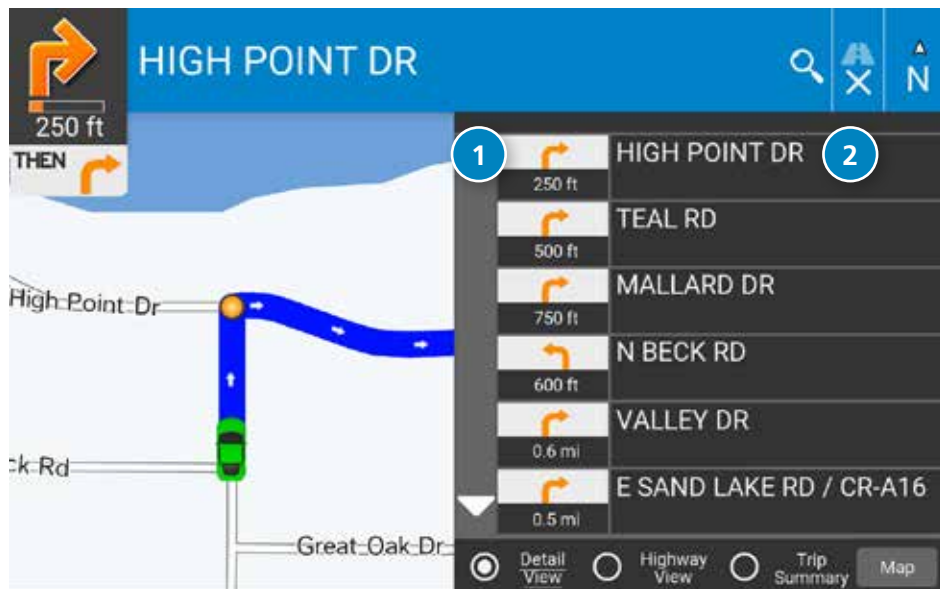 HIGH POINT DR
N
250 ft
THEN
1
HIGH POINT DR
2
250 ft
TEAL RD
500 ft
MALLARD DR
750 ft
N BECK RD
600 ft
VALLEY DR
0.6 mi
E SAND LAKE RD / CR-A16
0.5 mi
High Point Dr
ck Rd
Great Oak Dr
Detail
View
Highway
View
Trip
Summary
Map